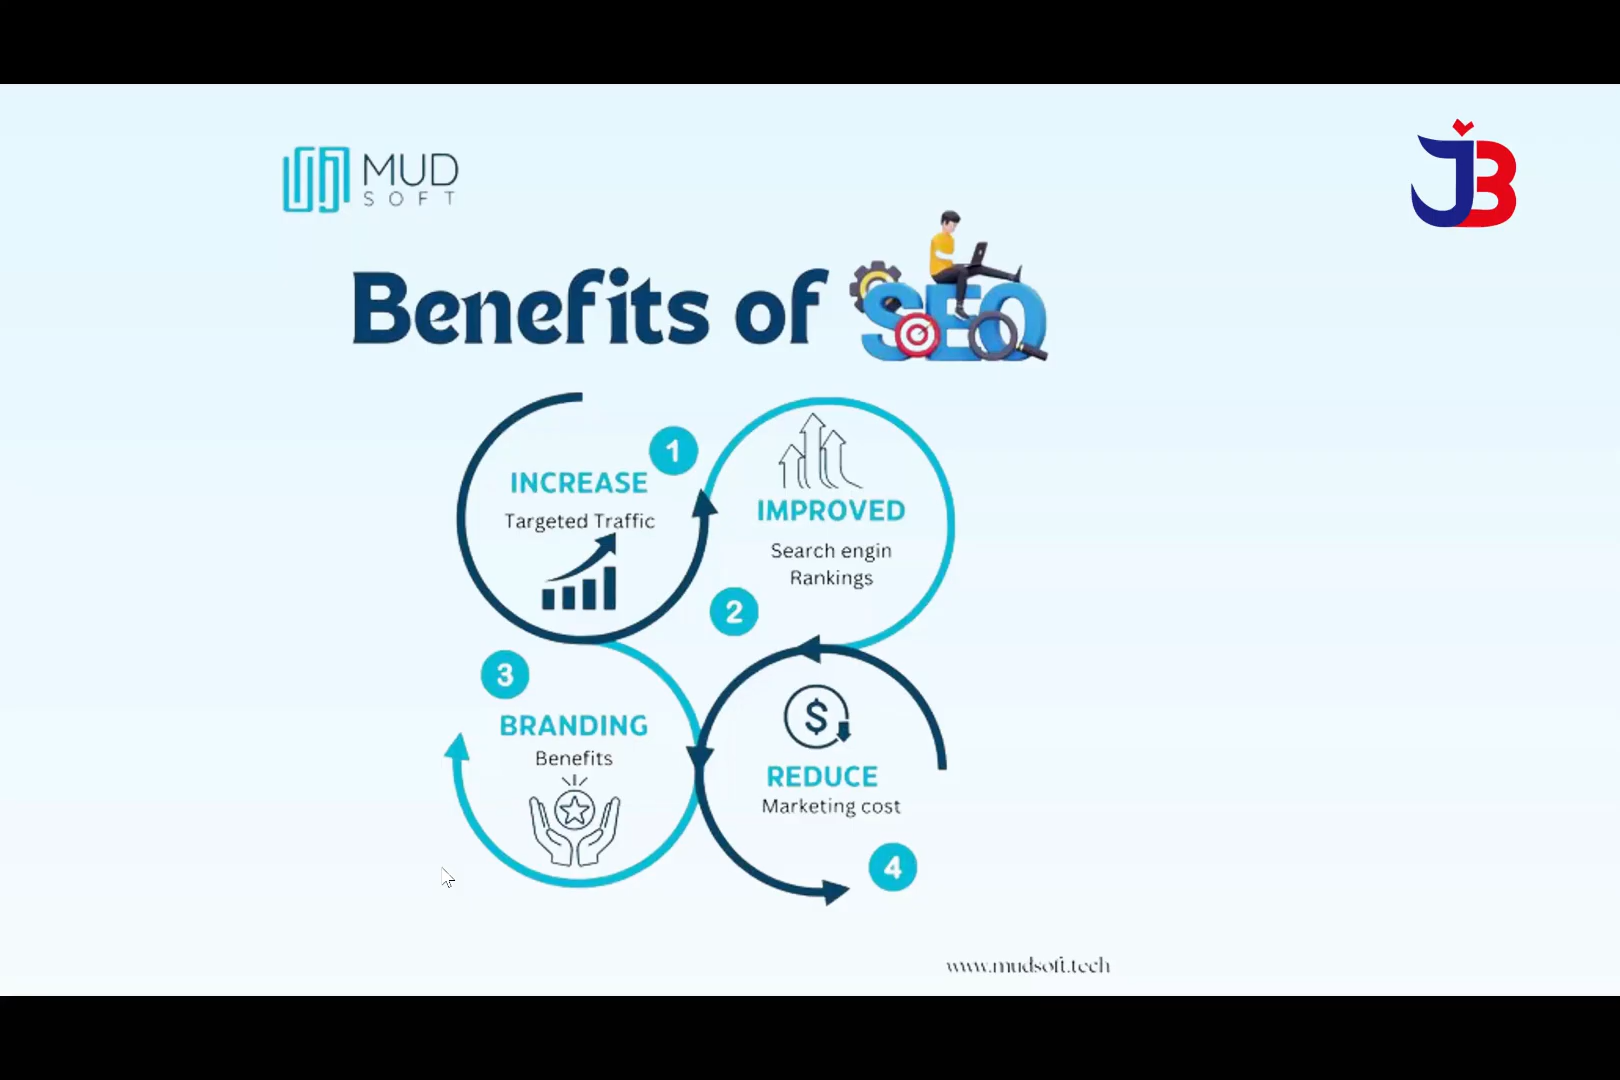 MUD
SOFT
JB
Benefits of SEO
1
INCREASE
Targeted Traffic
IMPROVED
Search engin
Rankings
2
3
BRANDING
Benefits
$
REDUCE
Marketing cost
4
www.mudsoft.tech